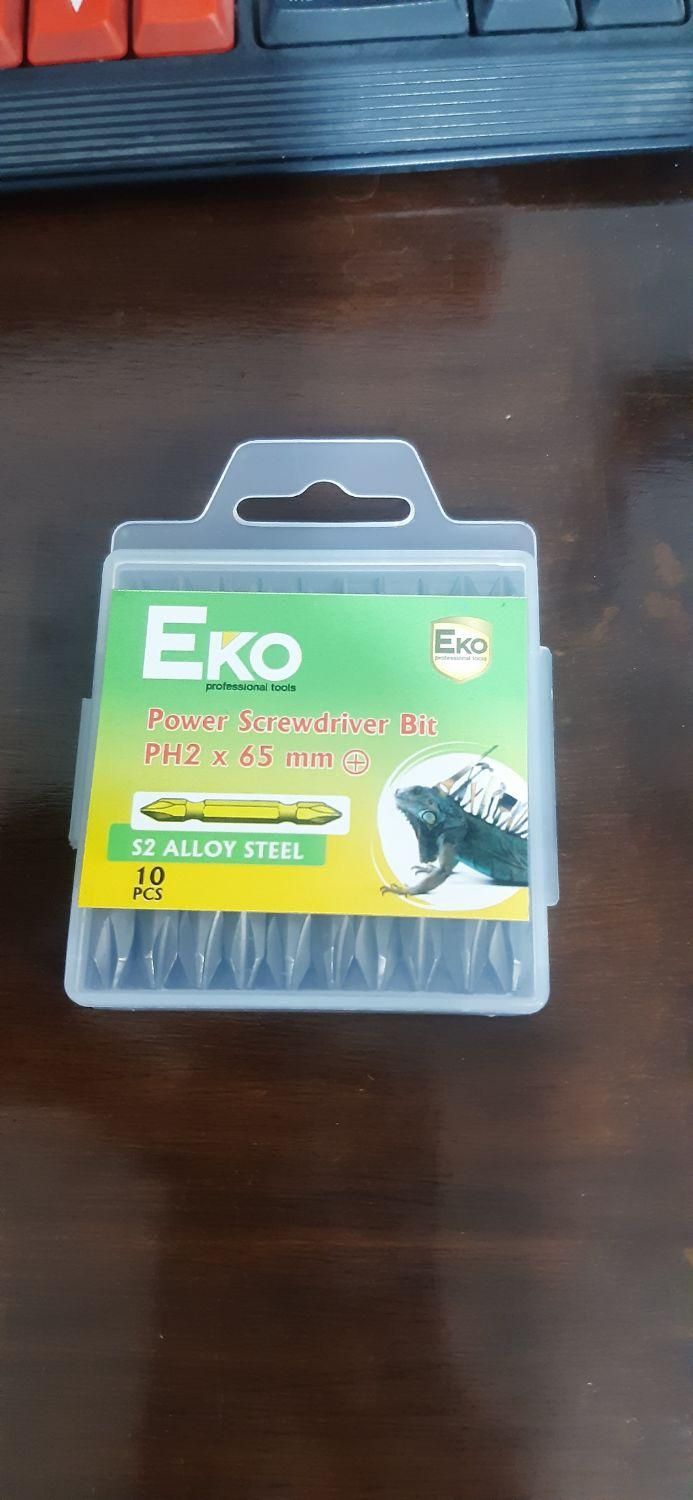 EKO
professional tools
EKO
professional tools
Power Screwdriver Bit
PH2 x 65 mm
S2 ALLOY STEEL
10
PCS